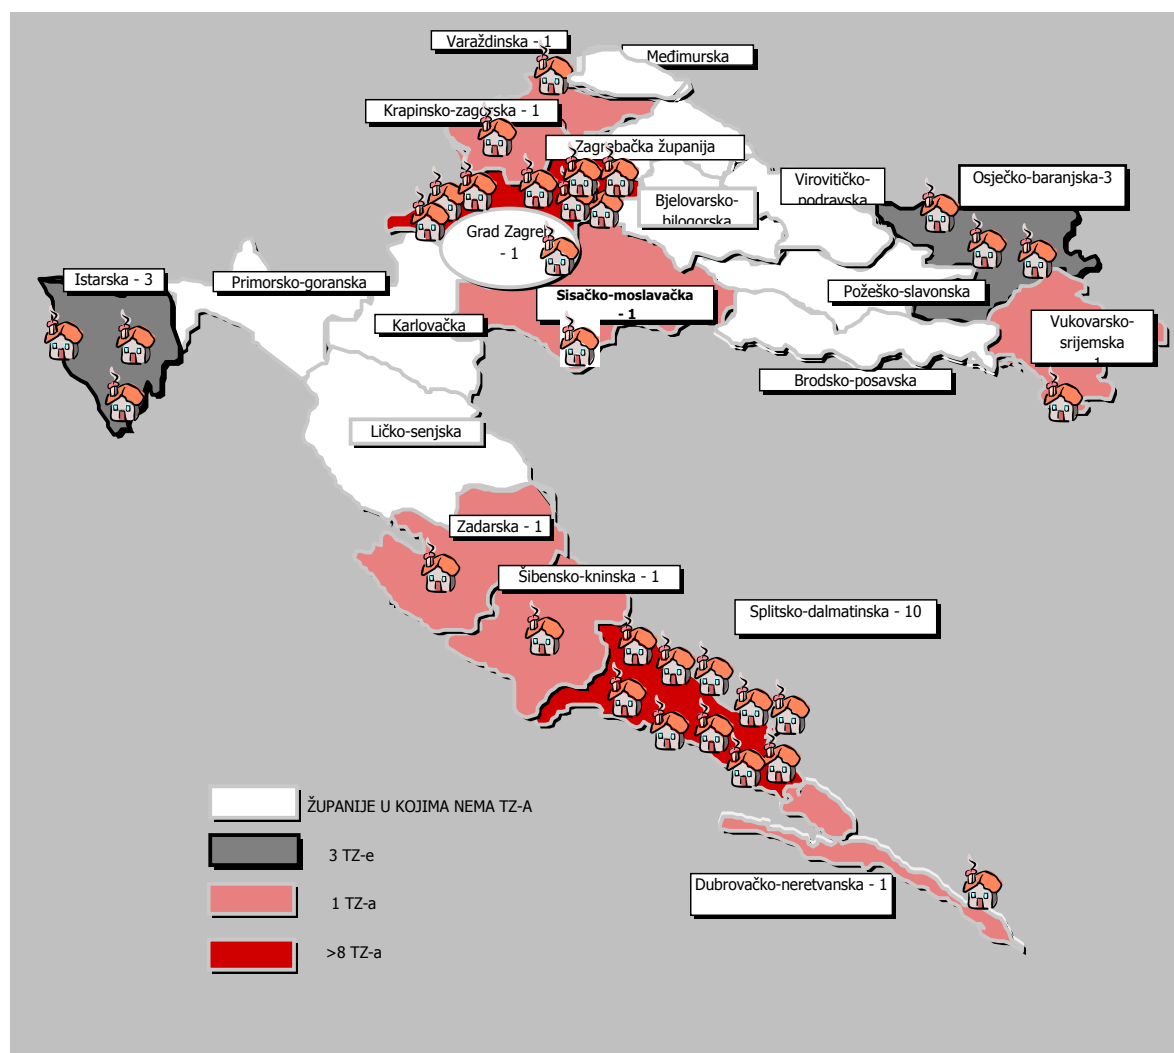 Varaždinska - 1
Međimurska
Krapinsko-zagorska - 1
Zagrebačka županija
Virovitičko-
podravska
Osječko-baranjska-3
Bjelovarsko-
bilogorska
Grad Zagreb
- 1
Istarska - 3
Primorsko-goranska
Sisačko-moslavačka
- 1
Požeško-slavonska
Karlovačka
Vukovarsko-
srijemska
1
Brodsko-posavska
Ličko-senjska
Zadarska - 1
Šibensko-kninska - 1
Splitsko-dalmatinska - 10
ŽUPANIJE U KOJIMA NEMA TZ-A
3 TZ-e
1 TZ-a
>8 TZ-a
Dubrovačko-neretvanska - 1